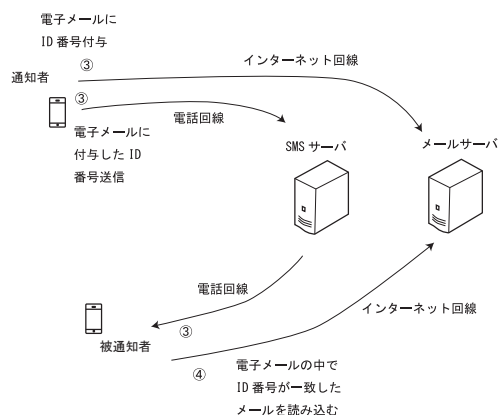 電子メールに
ID 番号付与
③
インターネット回線
通知者
③
電話回線
電子メールに
付与した ID
番号送信
SMS サーバ
メールサーバ
電話回線
インターネット回線
③
被通知者
④
電子メールの中で
ID 番号が一致した
メールを読み込む